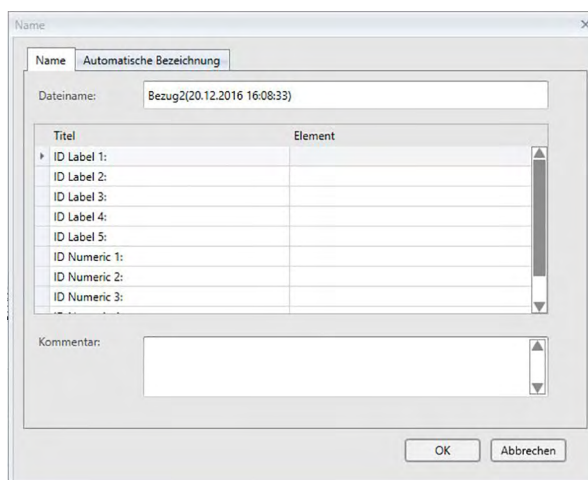 Name
Name Automatische Bezeichnung
Dateiname: Bezug2(20.12.2016 16:08:33)
Titel Element
ID Label 1:
ID Label 2:
ID Label 3:
ID Label 4:
ID Label 5:
ID Numeric 1:
ID Numeric 2:
ID Numeric 3:
Kommentar:
OK Abbrechen